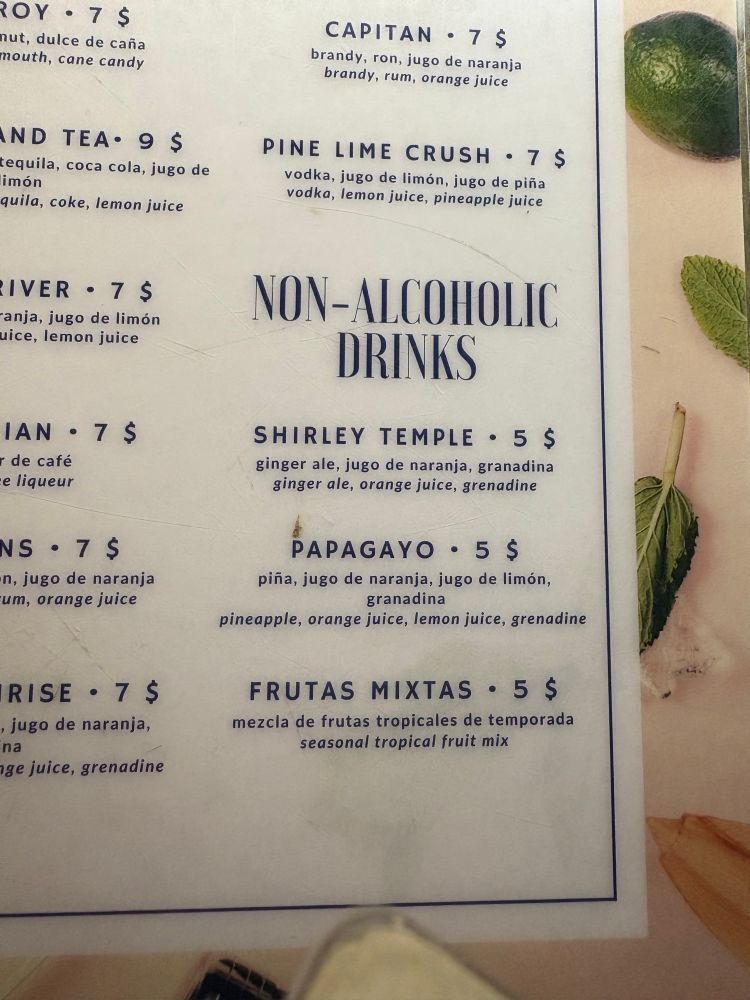 ROY • 7 $
nut, dulce de caña
mouth, cane candy
AND TEA• 9 $
tequila, coca cola, jugo de
limón
quila, coke, lemon juice
RIVER • 7 $
ranja, jugo de limón
uice, lemon juice
IAN • 7 $
r de café
ee liqueur
NS • 7 $
on, jugo de naranja
rum, orange juice
RISE • 7 $
, jugo de naranja,
ina
nge juice, grenadine
CAPITAN • 7 $
brandy, ron, jugo de naranja
brandy, rum, orange juice
PINE LIME CRUSH • 7 $
vodka, jugo de limón, jugo de piña
vodka, lemon juice, pineapple juice
NON-ALCOHOLIC
DRINKS
SHIRLEY TEMPLE • 5 $
ginger ale, jugo de naranja, granadina
ginger ale, orange juice, grenadine
PAPAGAYO • 5 $
piña, jugo de naranja, jugo de limón,
granadina
pineapple, orange juice, lemon juice, grenadine
FRUTAS MIXTAS • 5 $
mezcla de frutas tropicales de temporada
seasonal tropical fruit mix